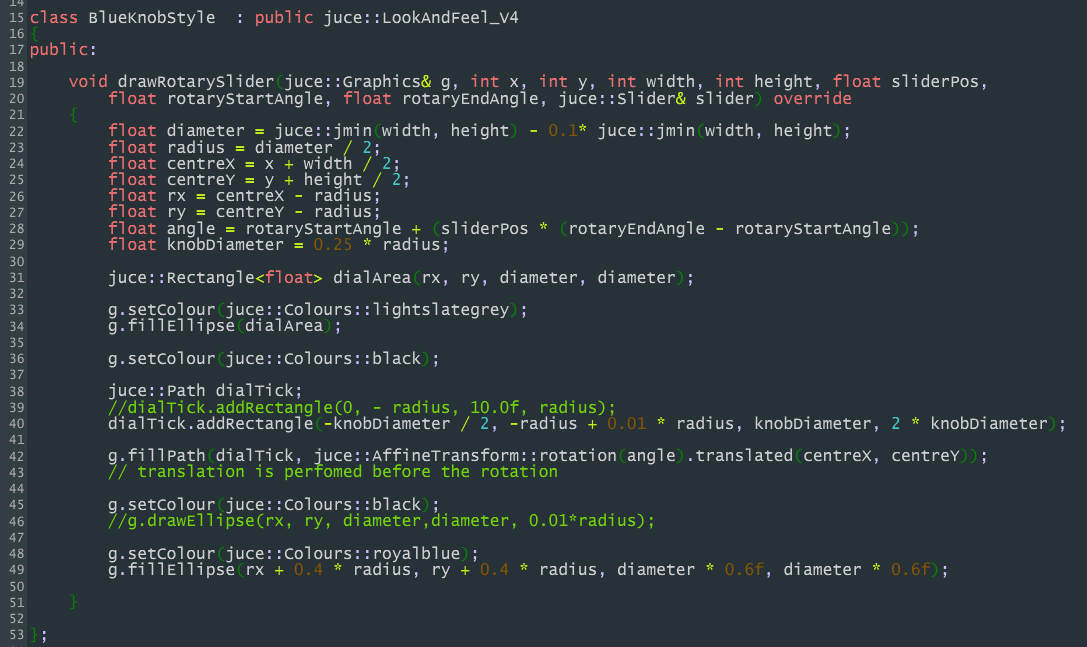 14
15 class BlueKnobStyle  : public juce::LookAndFeel_V4
16 {
17 public:
18
19     void drawRotarySlider(juce::Graphics& g, int x, int y, int width, int height, float sliderPos,
20         float rotaryStartAngle, float rotaryEndAngle, juce::Slider& slider) override
21     {
22         float diameter = juce::jmin(width, height) - 0.1* juce::jmin(width, height);
23         float radius = diameter / 2;
24         float centreX = x + width / 2;
25         float centreY = y + height / 2;
26         float rx = centreX - radius;
27         float ry = centreY - radius;
28         float angle = rotaryStartAngle + (sliderPos * (rotaryEndAngle - rotaryStartAngle));
29         float knobDiameter = 0.25 * radius;
30
31         juce::Rectangle<float> dialArea(rx, ry, diameter, diameter);
32
33         g.setColour(juce::Colours::lightslategrey);
34         g.fillEllipse(dialArea);
35
36         g.setColour(juce::Colours::black);
37
38         juce::Path dialTick;
39         //dialTick.addRectangle(0, - radius, 10.0f, radius);
40         dialTick.addRectangle(-knobDiameter / 2, -radius + 0.01 * radius, knobDiameter, 2 * knobDiameter);
41
42         g.fillPath(dialTick, juce::AffineTransform::rotation(angle).translated(centreX, centreY));
43         // translation is perfomed before the rotation
44
45         g.setColour(juce::Colours::black);
46         //g.drawEllipse(rx, ry, diameter,diameter, 0.01*radius);
47
48         g.setColour(juce::Colours::royalblue);
49         g.fillEllipse(rx + 0.4 * radius, ry + 0.4 * radius, diameter * 0.6f, diameter * 0.6f);
50
51     }
52
53 };